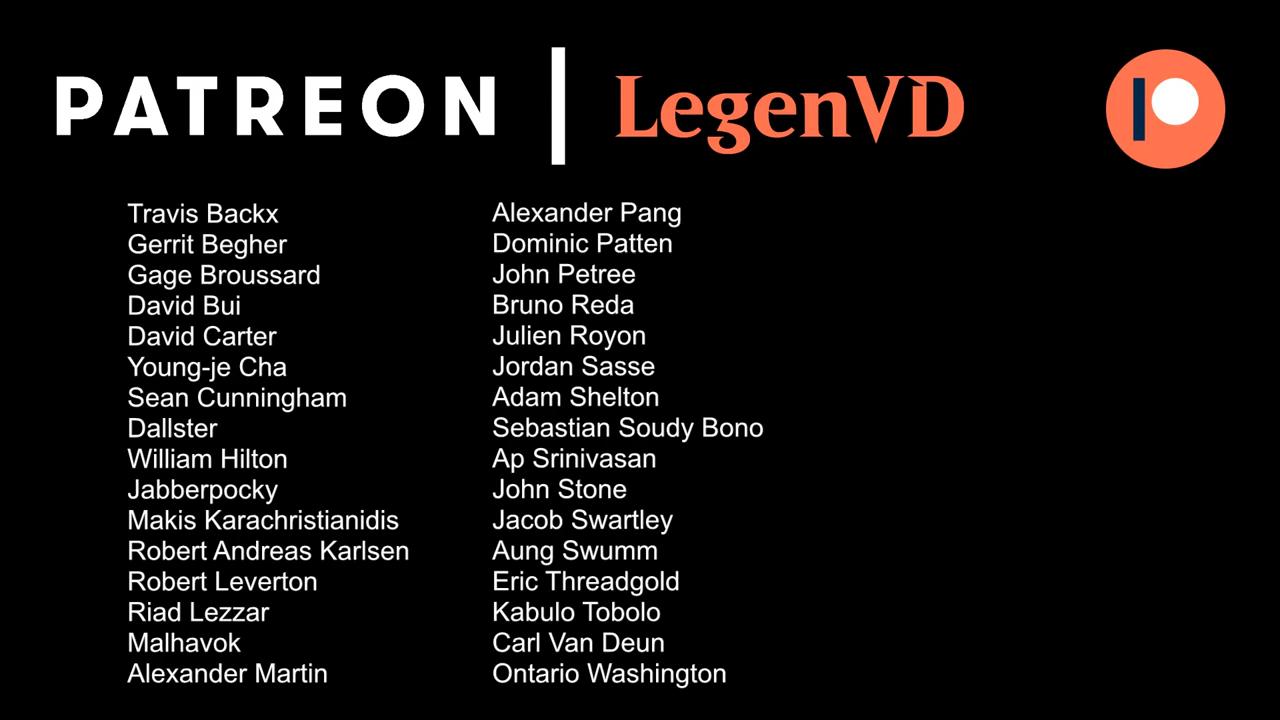 PATREON | LegenVD
Travis Backx
Gerrit Begher
Gage Broussard
David Bui
David Carter
Young-je Cha
Sean Cunningham
Dallster
William Hilton
Jabberpocky
Makis Karachristianidis
Robert Andreas Karlsen
Robert Leverton
Riad Lezzar
Malhavok
Alexander Martin
Alexander Pang
Dominic Patten
John Petree
Bruno Reda
Julien Royon
Jordan Sasse
Adam Shelton
Sebastian Soudy Bono
Ap Srinivasan
John Stone
Jacob Swartley
Aung Swumm
Eric Threadgold
Kabulo Tobolo
Carl Van Deun
Ontario Washington